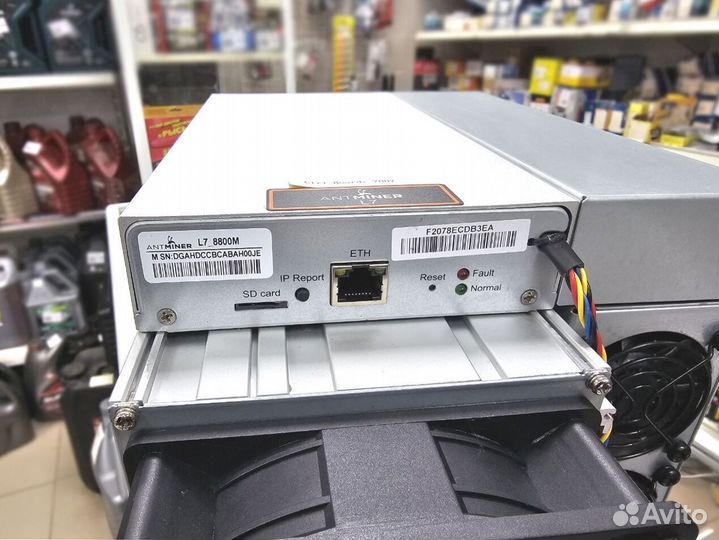 ANTMINER
L7
ANTMINER L7_8800M
M SN:DGAHDCCBCABAH00JE
F2078ECDB3EA
ETH
SD card
IP Report
Reset
Fault
Normal
Avito